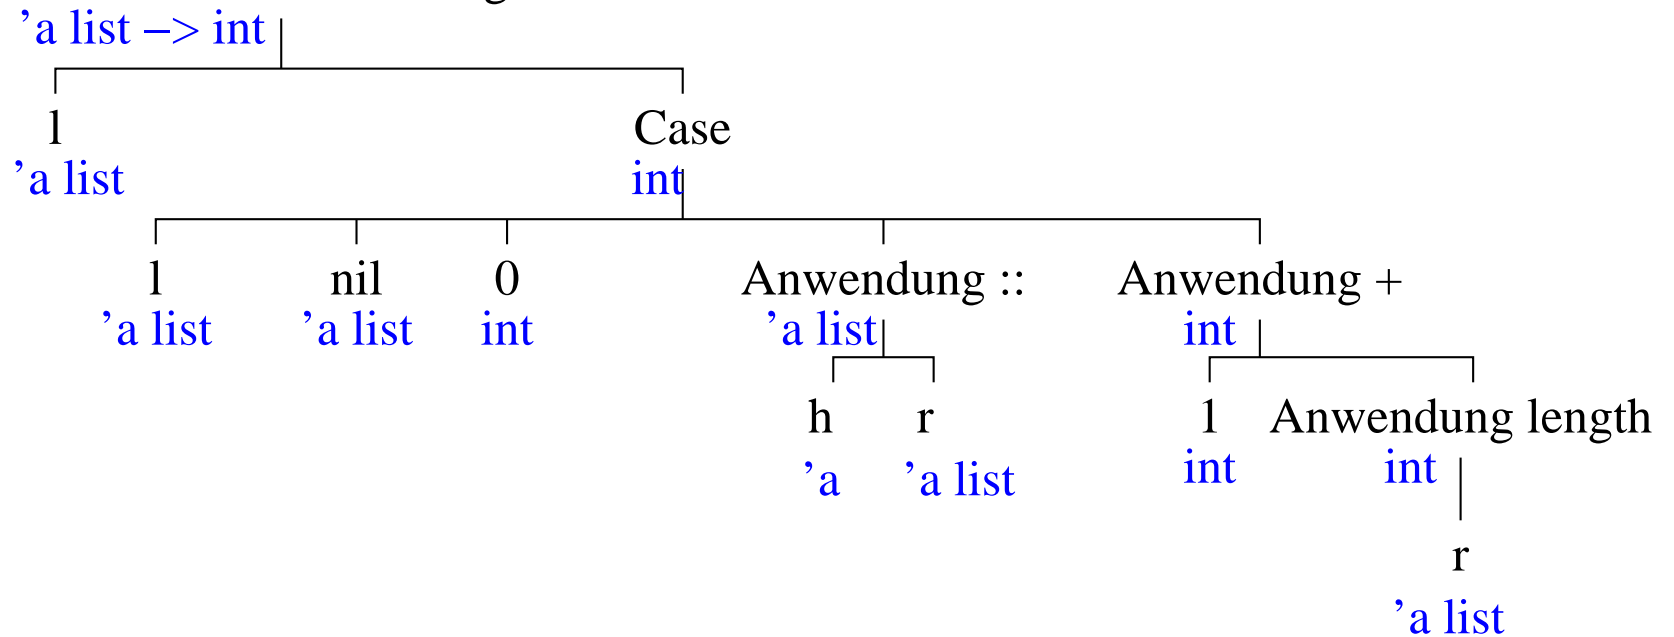 'a list –> int
l Case
'a list int
l nil 0 Anwendung :: Anwendung +
'a list 'a list int 'a list int
h r 1 Anwendung length
'a 'a list int int
r
'a list